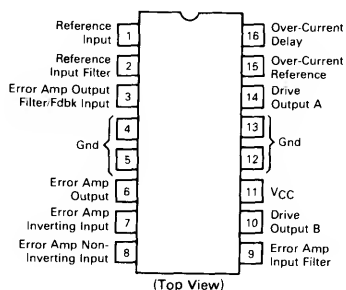 Reference
Input
1
Reference
Input Filter
2
Error Amp Output
Filter/Fdbk Input
3
4
Gnd
5
Error Amp
Output
6
Error Amp
Inverting Input
7
Error Amp Non-
Inverting Input
8
16
Over-Current
Delay
15
Over-Current
Reference
14
Drive
Output A
13
Gnd
12
11
VCC
10
Drive
Output B
9
Error Amp
Input Filter
(Top View)